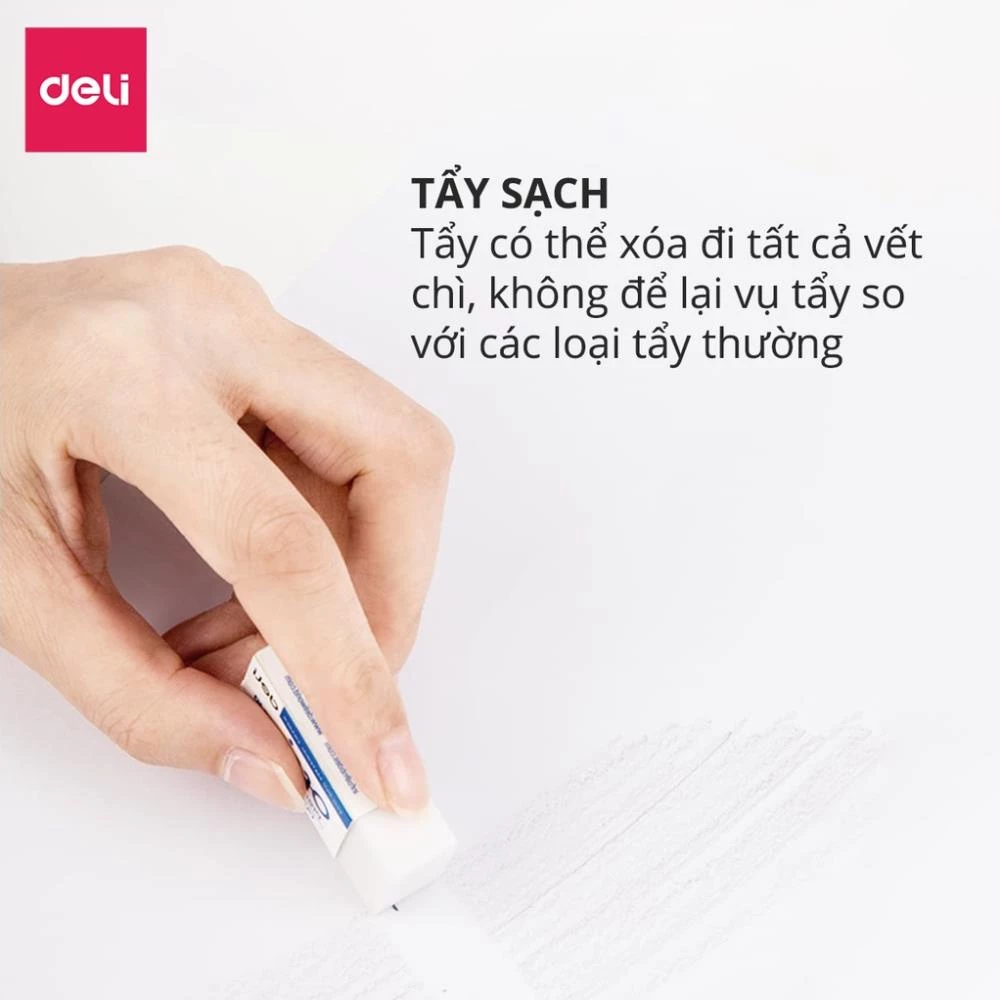 deli
TẨY SẠCH
Tẩy có thể xóa đi tất cả vết
chì, không để lại vụ tẩy so
với các loại tẩy thường
deli